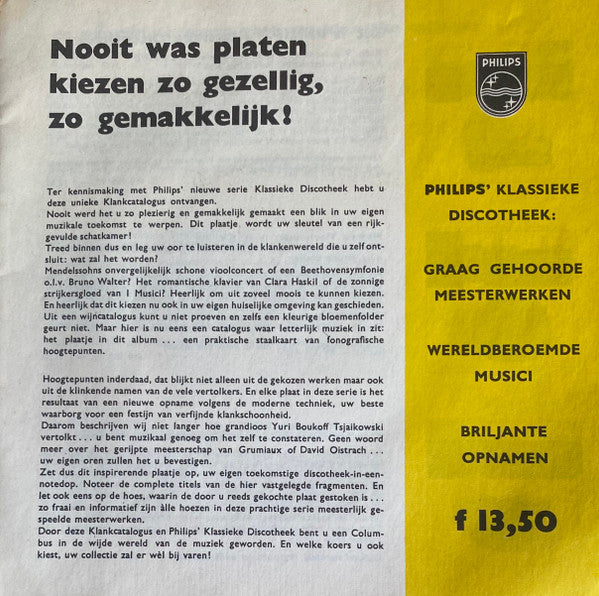 Nooit was platen
kiezen zo gezellig,
zo gemakkelijk!
Ter kennismaking met Philips' nieuwe serie Klassieke Discotheek hebt u
deze unieke Klankcatalogus ontvangen.
Nooit werd het u zo plezierig en gemakkelijk gemaakt een blik in uw eigen
muzikale toekomst te werpen. Dit plaatje wordt uw sleutel van een rijk-
gevulde schatkamer!
Treed binnen dus en leg uw oor te luisteren in de klankenwereld die u zelf ont-
sluit: wat zal het worden?
Mendelssohns onvergelijkelijk schone vioolconcert of een Beethovensymfonie
o.l.v. Bruno Walter? Het romantische klavier van Clara Haskil of de zonnige
strijkersgloed van I Musici? Heerlijk om uit zoveel moois te kunnen kiezen.
En heerlijk dat dit kiezen nu ook in uw eigen huiselijke omgeving kan geschieden.
Uit een wijncatalogus kunt u niet proeven en zelfs een kleurige bloemenfolder
geurt niet. Maar hier is nu eens een catalogus waar letterlijk muziek in zit:
het plaatje in dit album ... een praktische staalkaart van fonografische
hoogtepunten.
Hoogtepunten inderdaad, dat blijkt niet alleen uit de gekozen werken maar ook
uit de klinkende namen van de vele vertolkers. En elke plaat in deze serie is het
resultaat van een nieuwe opname volgens de moderne techniek, uw beste
waarborg voor een festijn van verfijnde klankschoonheid.
Daarom beschrijven wij niet langer hoe grandioos Yuri Boukoff Tsjaikowski
vertolkt ... u bent muzikaal genoeg om het zelf te constateren. Geen woord
meer over het gerijpte meesterschap van Grumiaux of David Oistrach ...
uw eigen oren zullen het u bevestigen.
Zet dus dit inspirerende plaatje op, uw eigen toekomstige discotheek-in-een-
notedop. Noteer de complete titels van de hier vastgelegde fragmenten. En
let ook eens op de hoes, waarin de door u reeds gekochte plaat gestoken is ...
zo fraai en informatief zijn àlle hoezen in deze prachtige serie meesterlijk ge-
speelde meesterwerken.
Door deze Klankcatalogus en Philips' Klassieke Discotheek bent u een Colum-
bus in de wijde wereld van de muziek geworden. En welke koers u ook
kiest, uw collectie zal er wèl bij varen!
PHILIPS
PHILIPS' KLASSIEKE
DISCOTHEEK:
GRAAG GEHOORDE
MEESTERWERKEN
WERELDBEROEMDE
MUSICI
BRILJANTE
OPNAMEN
f 13,50